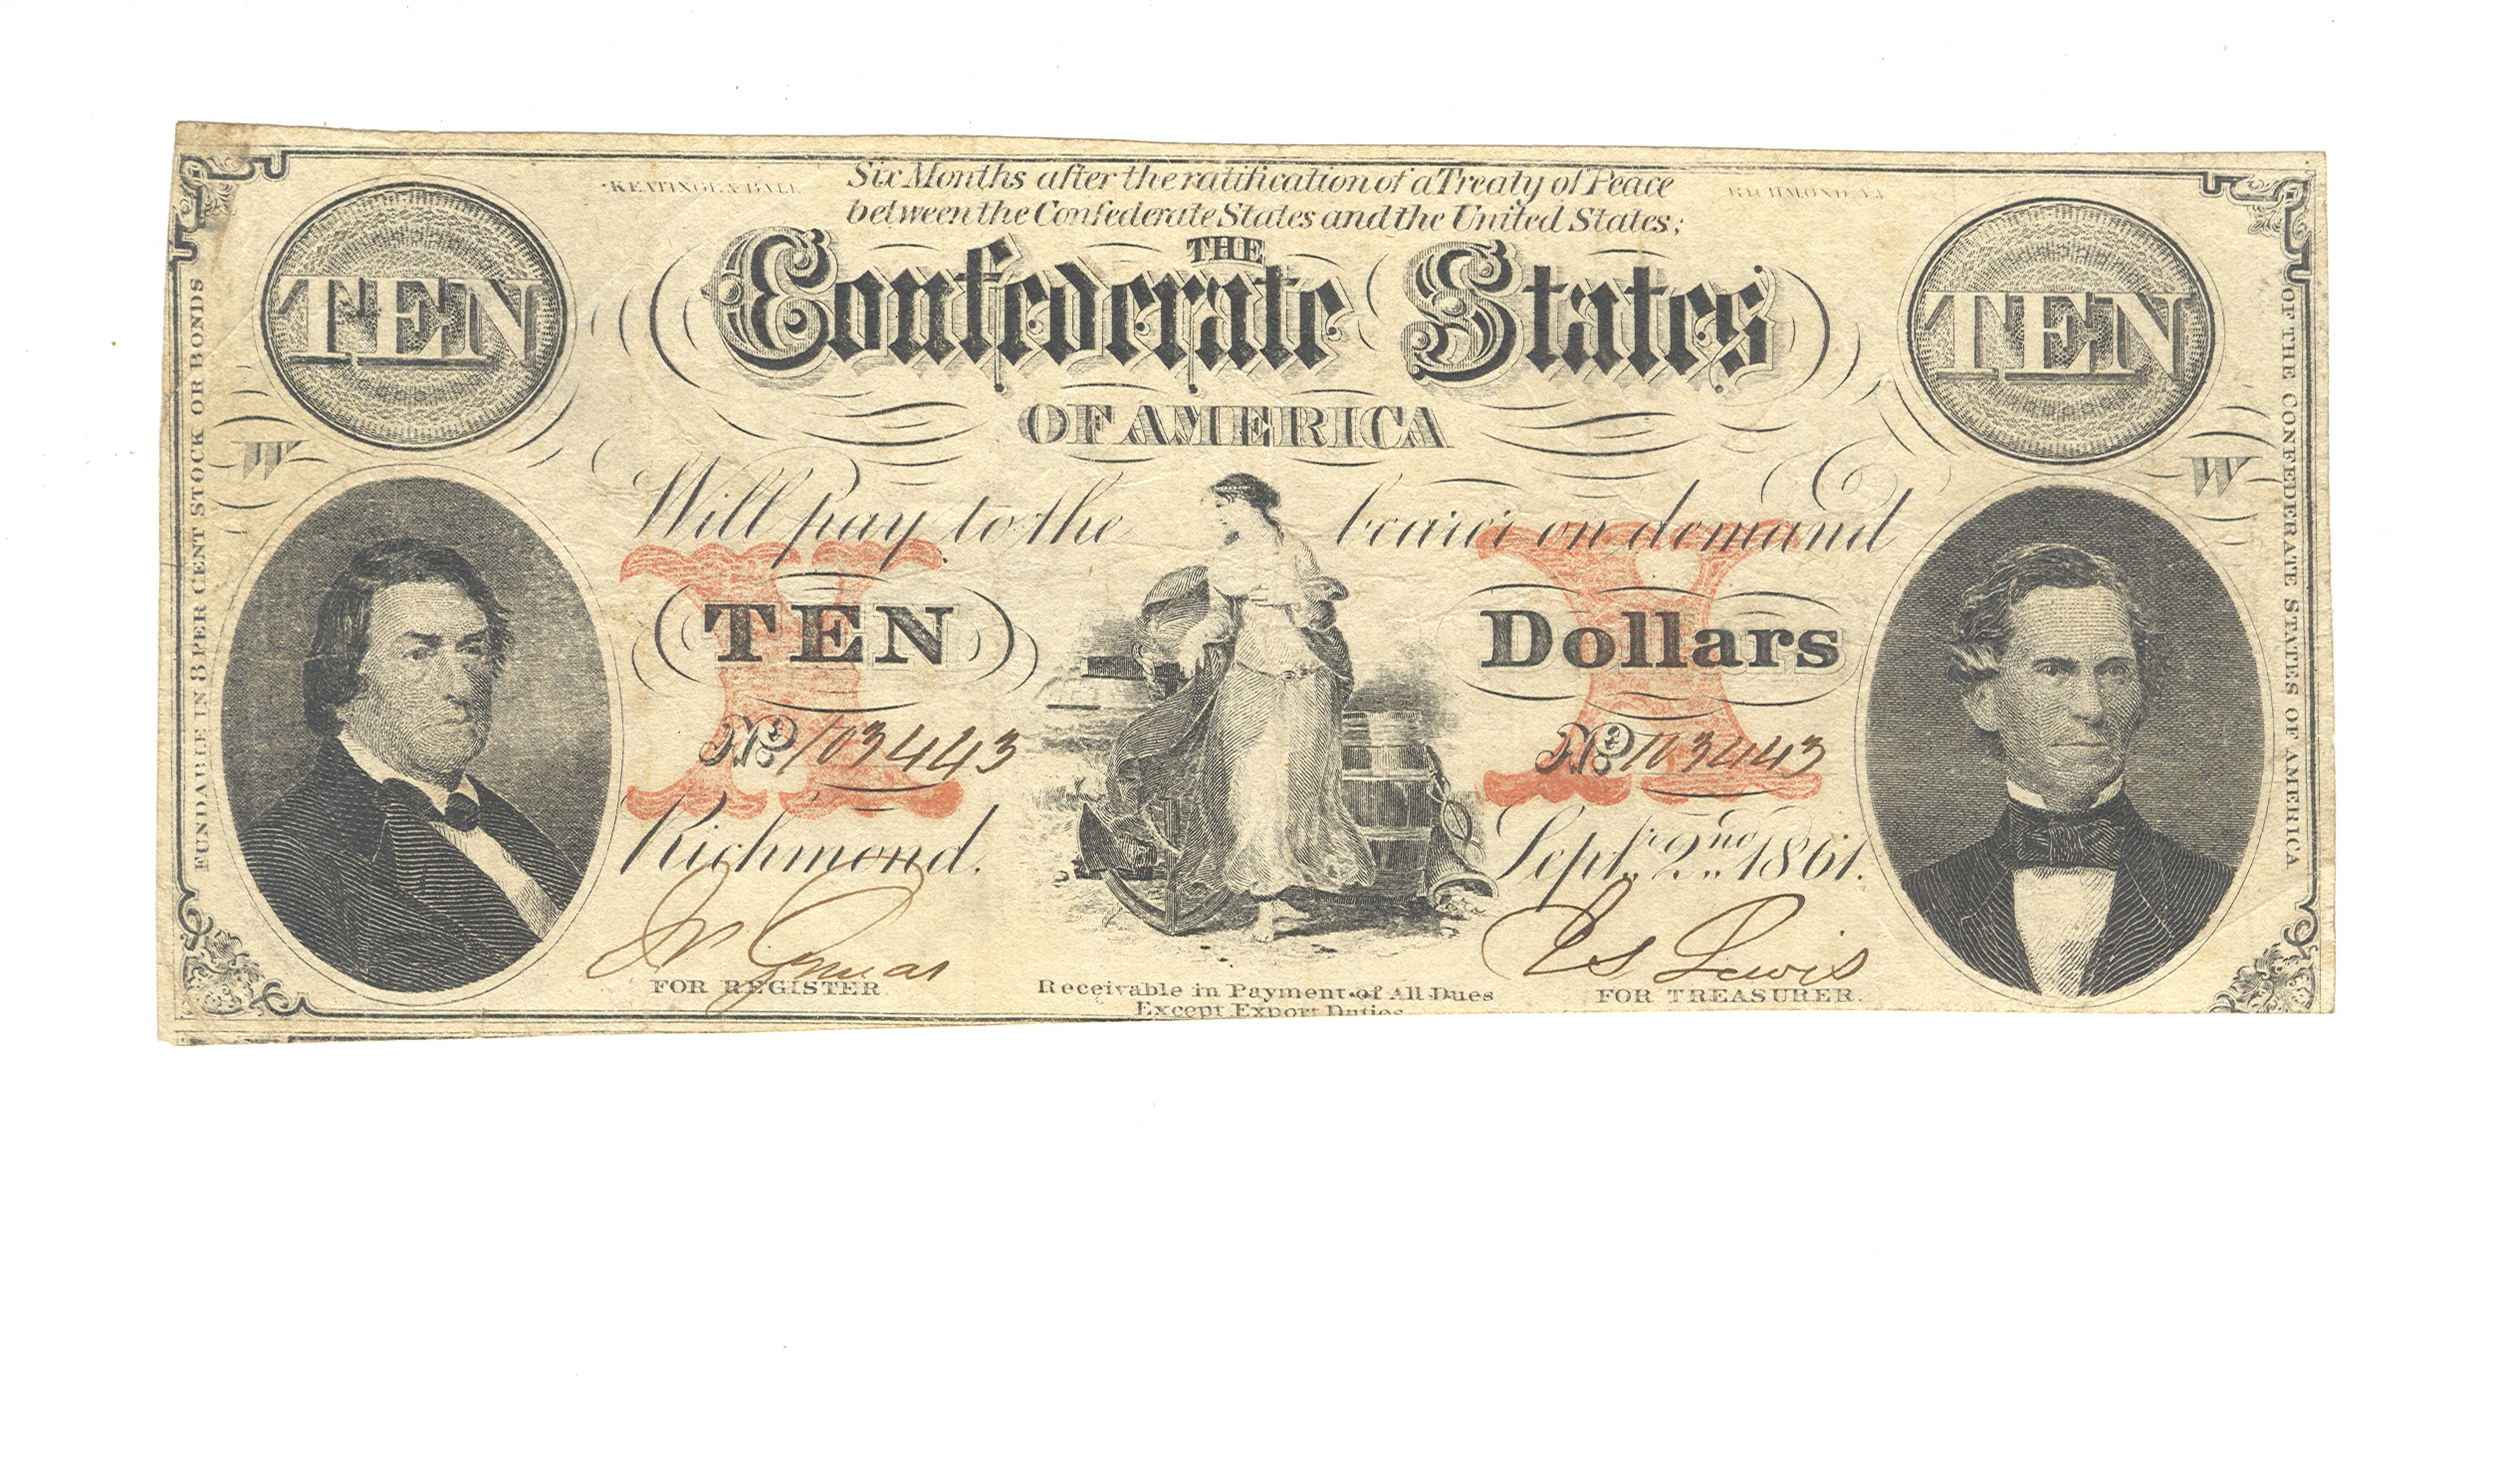 KEATINGE & BALL
Six Months after the ratification of a Treaty of Peace
RICHMOND, VA
between the Confederate States and the United States;
THE
Confederate States
OF AMERICA
TEN
TEN
FUNDABLE IN 8 PER CENT STOCK OR BONDS
OF THE CONFEDERATE STATES OF AMERICA
W
W
Will pay to the bearer on demand
TEN Dollars
X
X
No 103443
No 103443
Richmond. Septr. 2nd 1861.
Lewis
FOR REGISTER
FOR TREASURER.
Receivable in Payment of All Dues
Except Export Duties